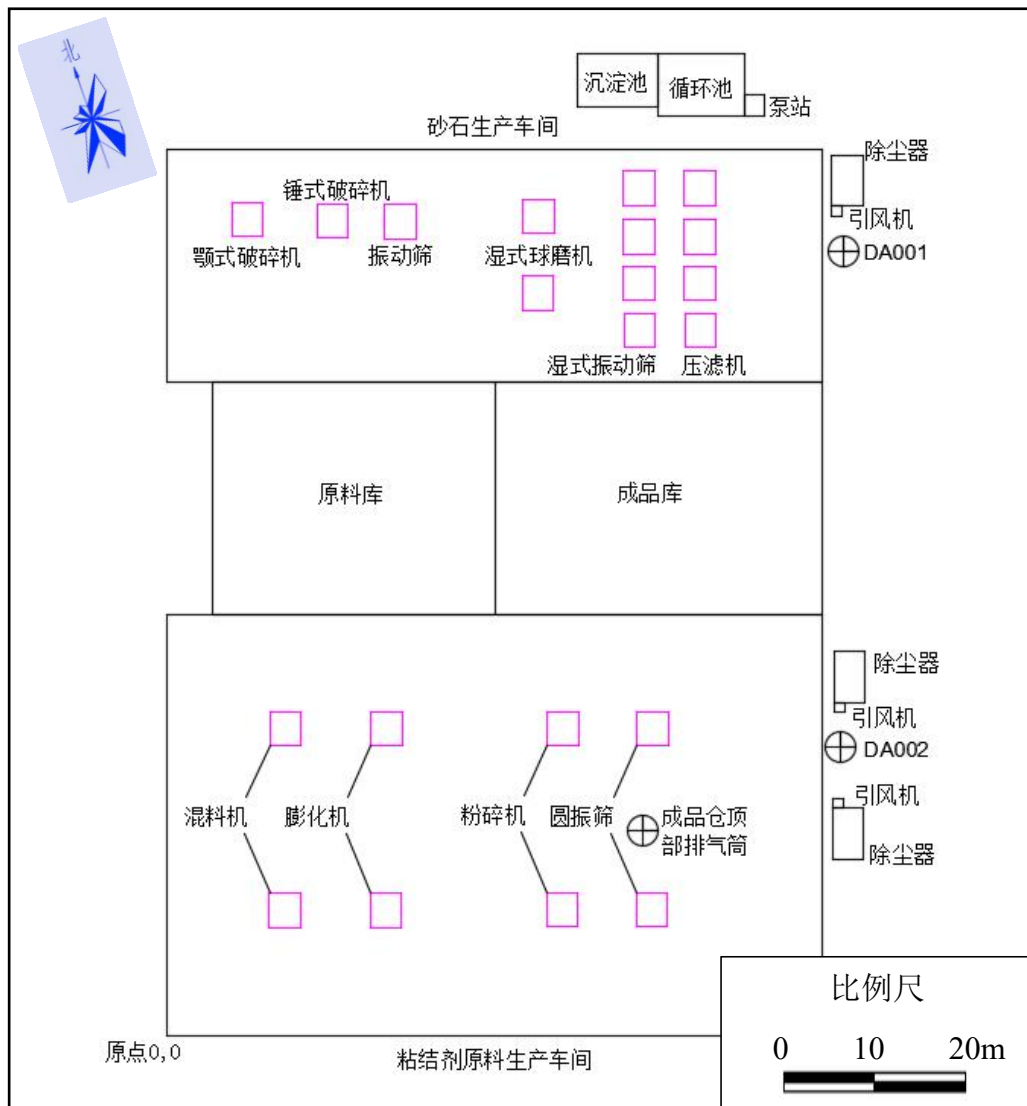 北
沉淀池
循环池
泵站
砂石生产车间
除尘器
锤式破碎机
引风机
颚式破碎机
振动筛
湿式球磨机
DA001
湿式振动筛
压滤机
原料库
成品库
除尘器
引风机
DA002
引风机
混料机
膨化机
粉碎机
圆振筛
成品仓顶
部排气筒
除尘器
比例尺
0 10 20m
原点0,0
粘结剂原料生产车间